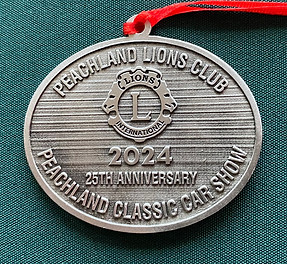 PEACHLAND LIONS CLUB
LIONS
L
INTERNATIONAL
2024
25TH ANNIVERSARY
PEACHLAND CLASSIC CAR SHOW